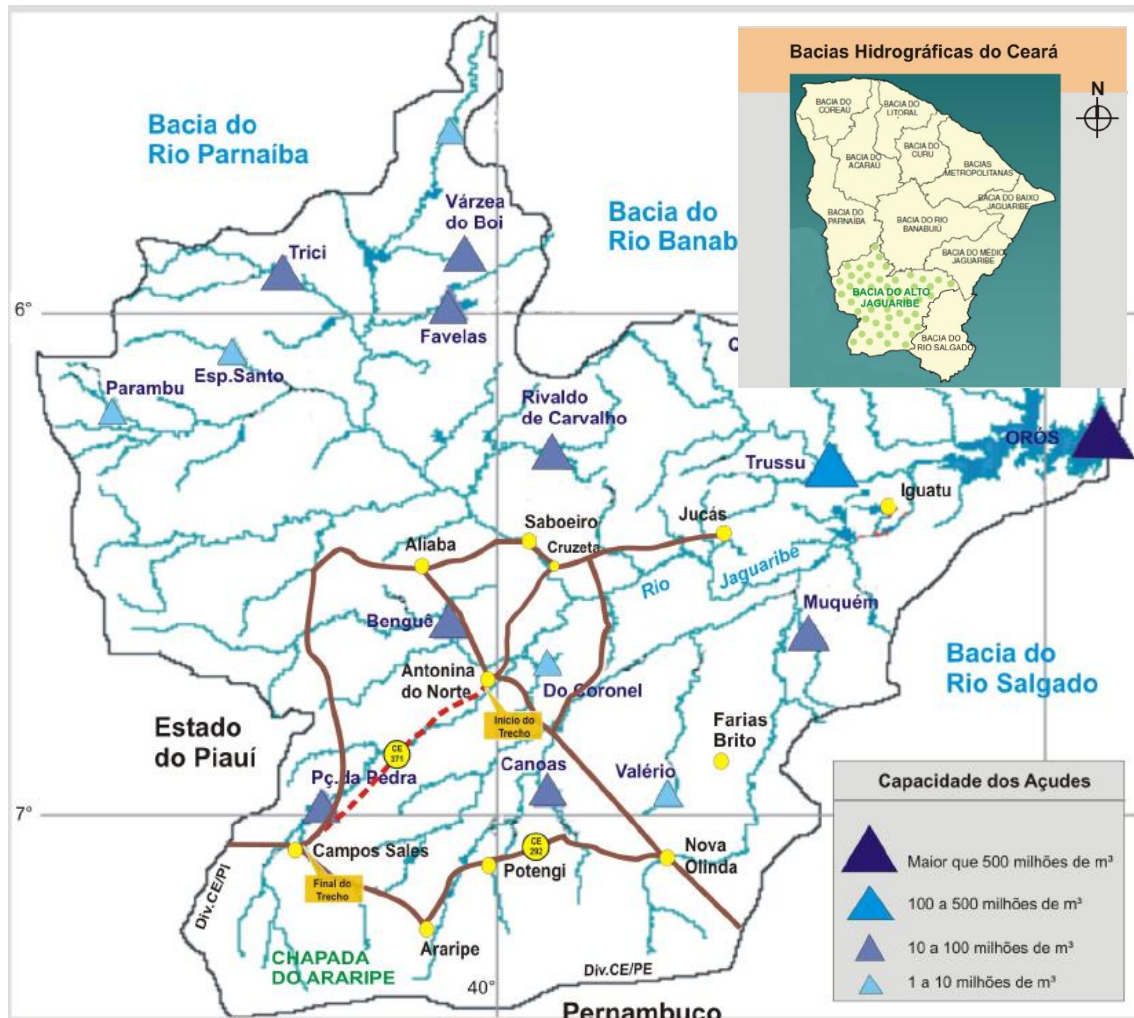 Bacias Hidrográficas do Ceará
N
BACIA DO
COREAÚ
BACIA DO
LITORAL
BACIA DO
CURU
BACIA DO
ACARAÚ
BACIAS
METROPOLITANAS
BACIA DO BAIXO
JAGUARIBE
BACIA DO
PARNAÍBA
BACIA DO RIO
BANABUIÚ
BACIA DO MÉDIO
JAGUARIBE
BACIA DO ALTO
JAGUARIBE
BACIA DO
RIO SALGADO
Bacia do
Rio Parnaíba
Bacia do
Rio Banab
Várzea
do Boi
Trici
6°
Favelas
Esp.Santo
Parambu
Rivaldo
de Carvalho
ORÓS
Trussu
Iguatu
Jucás
Saboeiro
Cruzeta
Aliaba
Rio
Jaguaribe
Benguê
Muquém
Antonina
do Norte
Do Coronel
Bacia do
Rio Salgado
Início do
Trecho
Estado
do Piauí
Farias
Brito
CE
371
Pç. da Pedra
Canoas
Valério
7°
Campos Sales
CE
292
Nova
Olinda
Potengi
Final do
Trecho
Div.CE/PI
Araripe
CHAPADA
DO ARARIPE
Div.CE/PE
40°
Pernambuco
Capacidade dos Açudes
Maior que 500 milhões de m³
100 a 500 milhões de m³
10 a 100 milhões de m³
1 a 10 milhões de m³